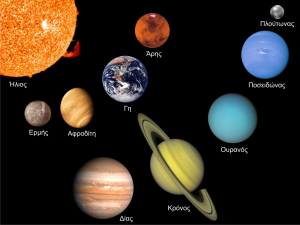 Πλούτωνας
Άρης
Ήλιος
Ποσειδώνας
Γη
Ερμής
Αφροδίτη
Ουρανός
Κρόνος
Δίας